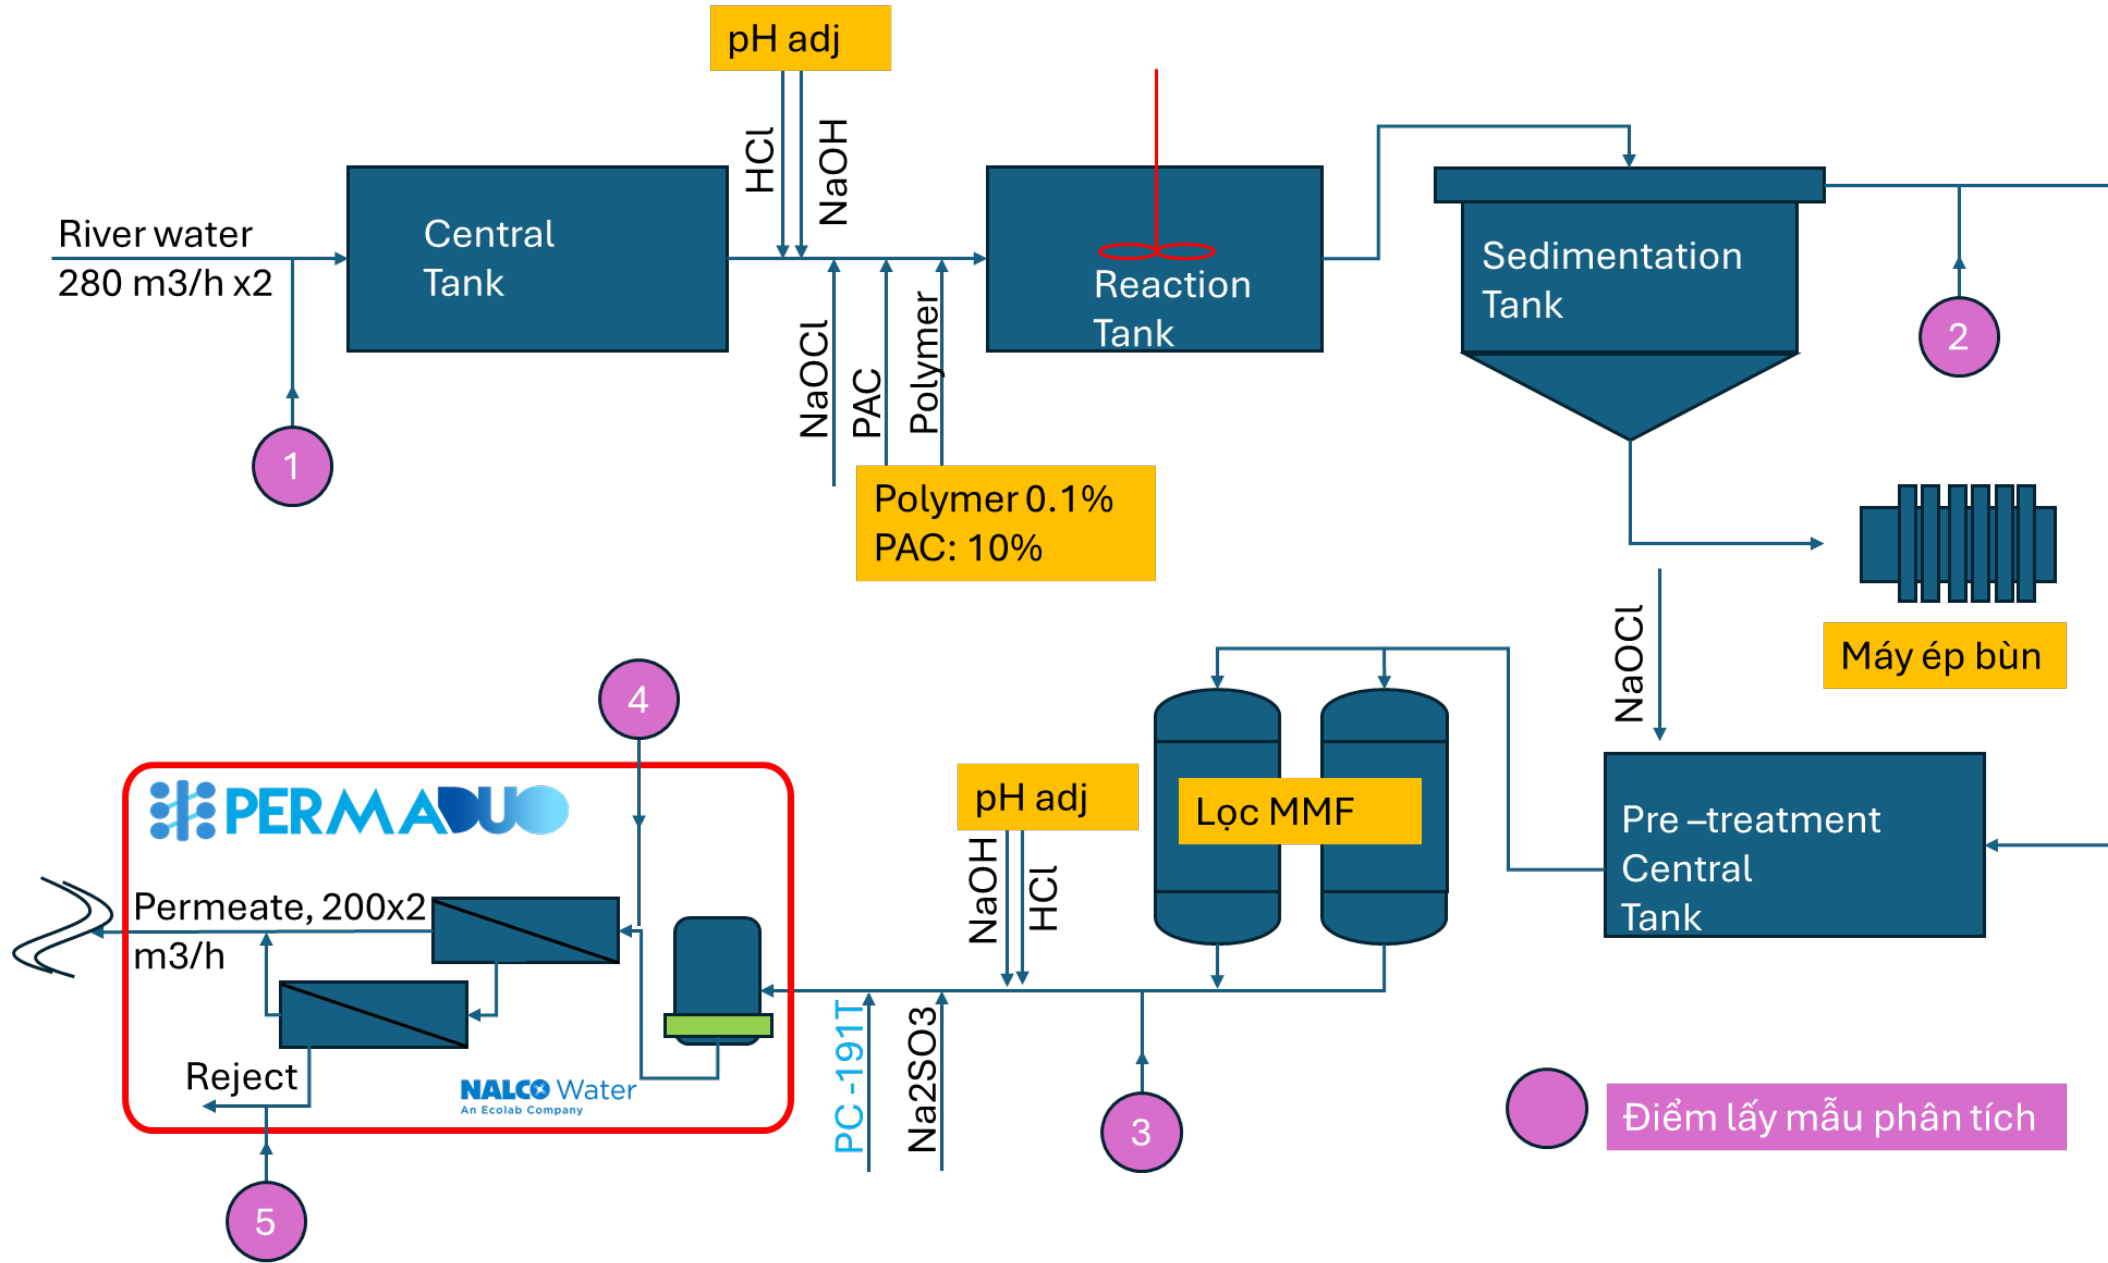 pH adj
HCl
NaOH
River water
280 m3/h x2
Central
Tank
NaOCl
PAC
Polymer
Reaction
Tank
Sedimentation
Tank
1
2
Polymer 0.1%
PAC: 10%
NaOCl
Máy ép bùn
4
PERMADUO
pH adj
NaOH
HCl
Lọc MMF
Pre –treatment
Central
Tank
Permeate, 200x2
m3/h
Reject
NALCO Water
An Ecolab Company
PC -191T
Na2SO3
3
Điểm lấy mẫu phân tích
5